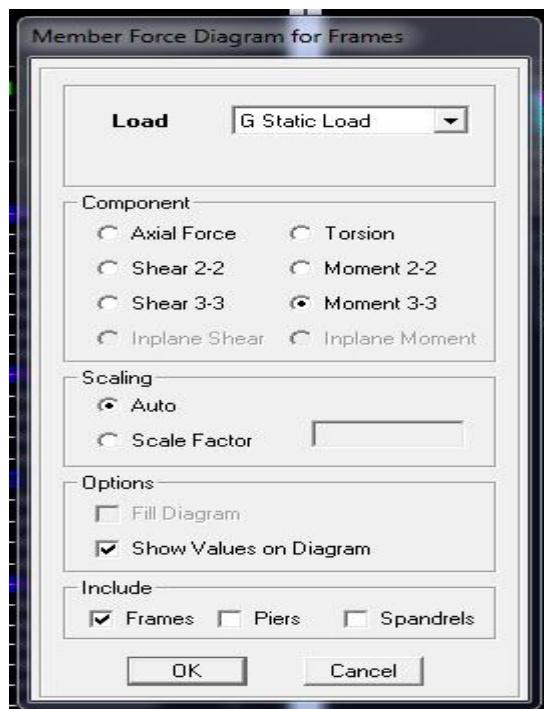 Member Force Diagram for Frames
Load G Static Load
Component
Axial Force Torsion
Shear 2-2 Moment 2-2
Shear 3-3 Moment 3-3
Inplane Shear Inplane Moment
Scaling
Auto
Scale Factor
Options
Fill Diagram
Show Values on Diagram
Include
Frames Piers Spandrels
OK Cancel